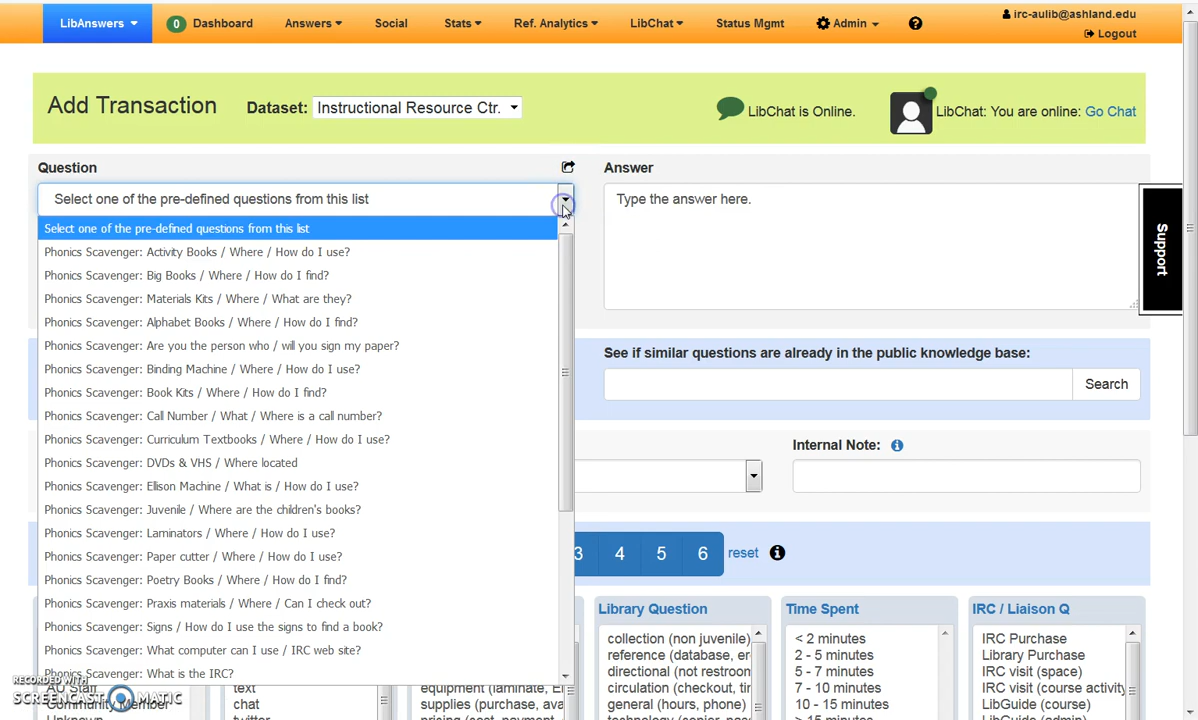 LibAnswers
0 Dashboard
Answers
Social
Stats
Ref. Analytics
LibChat
Status Mgmt
Admin
irc-aulib@ashland.edu
Logout
Add Transaction
Dataset:
Instructional Resource Ctr.
LibChat is Online.
LibChat: You are online: Go Chat
Question
Select one of the pre-defined questions from this list
Select one of the pre-defined questions from this list
Phonics Scavenger: Activity Books / Where / How do I use?
Phonics Scavenger: Big Books / Where / How do I find?
Phonics Scavenger: Materials Kits / Where / What are they?
Phonics Scavenger: Alphabet Books / Where / How do I find?
Phonics Scavenger: Are you the person who / will you sign my paper?
Phonics Scavenger: Binding Machine / Where / How do I use?
Phonics Scavenger: Book Kits / Where / How do I find?
Phonics Scavenger: Call Number / What / Where is a call number?
Phonics Scavenger: Curriculum Textbooks / Where / How do I use?
Phonics Scavenger: DVDs & VHS / Where located
Phonics Scavenger: Ellison Machine / What is / How do I use?
Phonics Scavenger: Juvenile / Where are the children's books?
Phonics Scavenger: Laminators / Where / How do I use?
Phonics Scavenger: Paper cutter / Where / How do I use?
Phonics Scavenger: Poetry Books / Where / How do I find?
Phonics Scavenger: Praxis materials / Where / Can I check out?
Phonics Scavenger: Signs / How do I use the signs to find a book?
Phonics Scavenger: What computer can I use / IRC web site?
Phonics Scavenger: What is the IRC?
Answer
Type the answer here.
Support
See if similar questions are already in the public knowledge base:
Search
Internal Note:
3 4 5 6 reset
Library Question
collection (non juvenile)
reference (database, er
directional (not restroom
circulation (checkout, tir
general (hours, phone)
Time Spent
< 2 minutes
2 - 5 minutes
5 - 7 minutes
7 - 10 minutes
10 - 15 minutes
> 15 minutes
IRC / Liaison Q
IRC Purchase
Library Purchase
IRC visit (space)
IRC visit (course activity
LibGuide (course)
AU Staff
Community Member
Unknown
text
chat
twitter
equipment (laminate, El
supplies (purchase, ava
RECORDED WITH
SCREENCAST MATIC